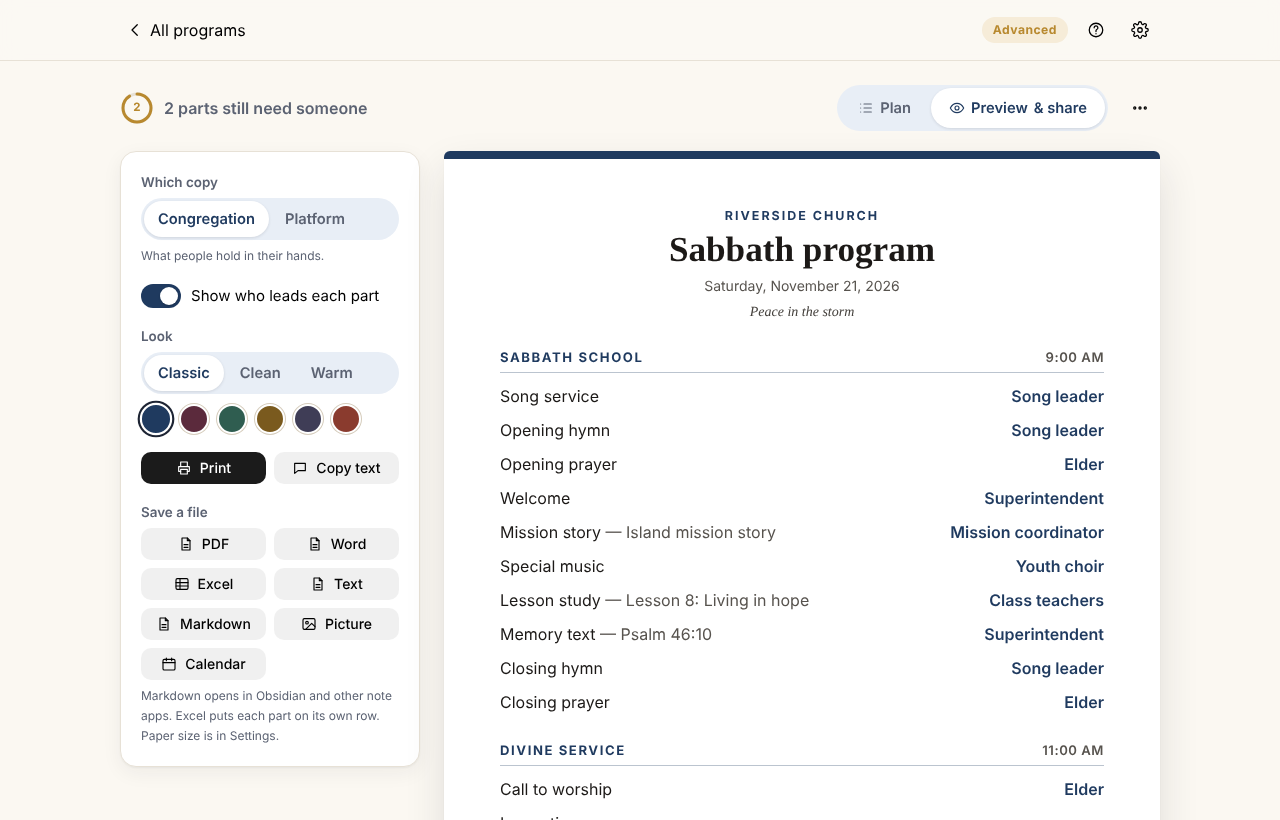 All programs
Advanced
2
2 parts still need someone
Plan
Preview & share
Which copy
Congregation
Platform
What people hold in their hands.
Show who leads each part
Look
Classic
Clean
Warm
Print
Copy text
Save a file
PDF
Word
Excel
Text
Markdown
Picture
Calendar
Markdown opens in Obsidian and other note
apps. Excel puts each part on its own row.
Paper size is in Settings.
RIVERSIDE CHURCH
Sabbath program
Saturday, November 21, 2026
Peace in the storm
SABBATH SCHOOL 9:00 AM
Song service Song leader
Opening hymn Song leader
Opening prayer Elder
Welcome Superintendent
Mission story — Island mission story Mission coordinator
Special music Youth choir
Lesson study — Lesson 8: Living in hope Class teachers
Memory text — Psalm 46:10 Superintendent
Closing hymn Song leader
Closing prayer Elder
DIVINE SERVICE 11:00 AM
Call to worship Elder